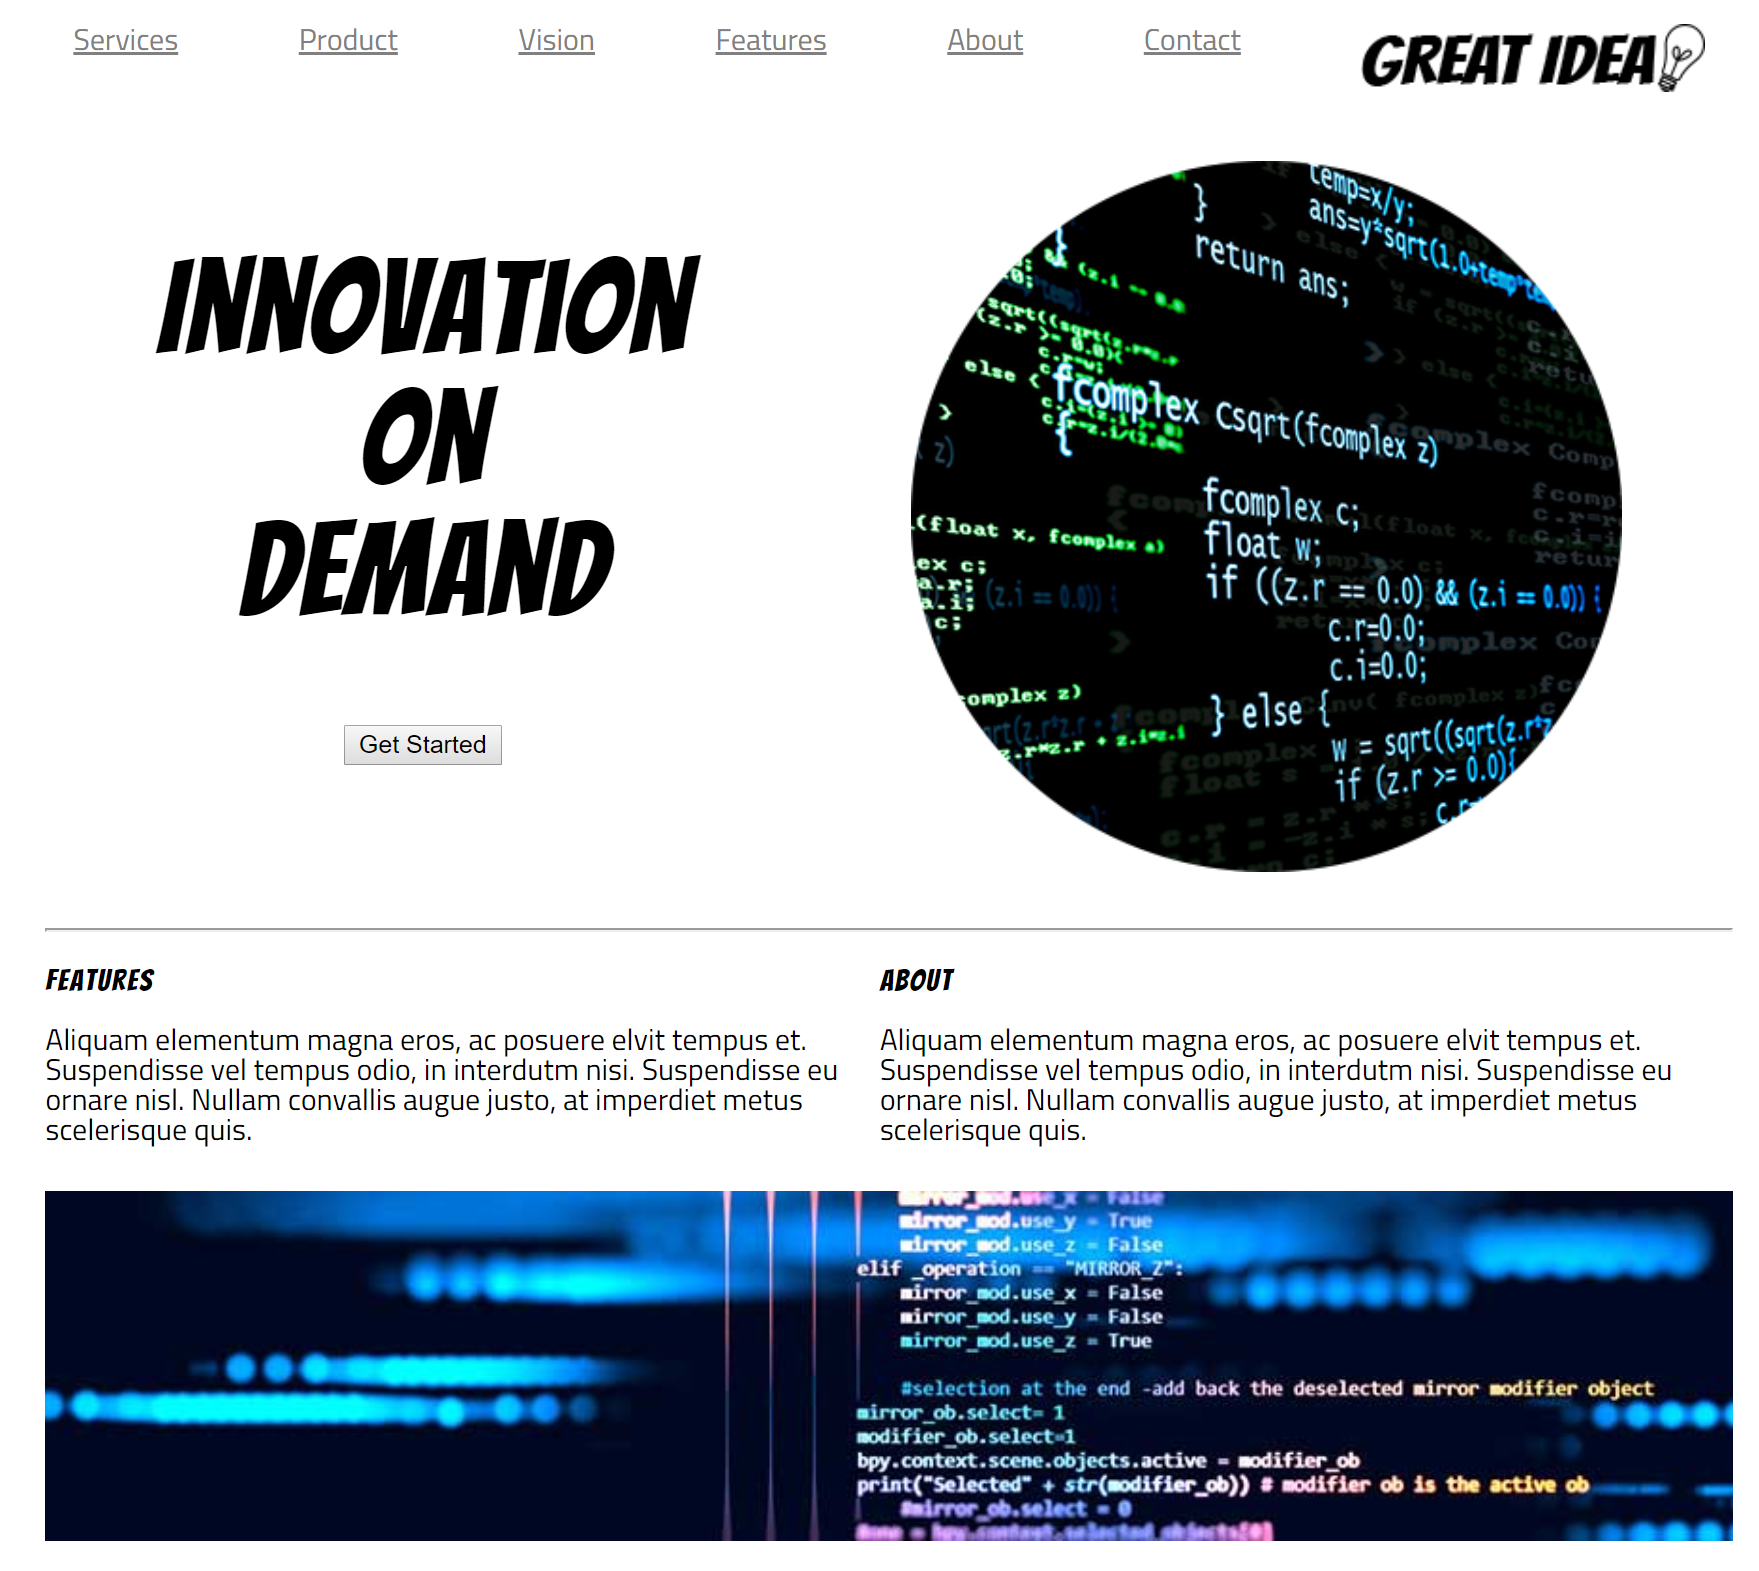 Services Product Vision Features About Contact
GREAT IDEA
INNOVATION
ON
DEMAND
Get Started
temp=x/y;
ans=y*sqrt(1.0+temp*te
}
return ans;
else {
fcomplex Csqrt(fcomplex z)
{
fcomplex c;
(float x, fcomplex a)
float w;
if ((z.r == 0.0) && (z.i == 0.0)) {
c.r=0.0;
c.i=0.0;
complex z)
} else {
w = sqrt((sqrt(z.r*z
if (z.r >= 0.0){
FEATURES
Aliquam elementum magna eros, ac posuere elvit tempus et.
Suspendisse vel tempus odio, in interdutm nisi. Suspendisse eu
ornare nisl. Nullam convallis augue justo, at imperdiet metus
scelerisque quis.
ABOUT
Aliquam elementum magna eros, ac posuere elvit tempus et.
Suspendisse vel tempus odio, in interdutm nisi. Suspendisse eu
ornare nisl. Nullam convallis augue justo, at imperdiet metus
scelerisque quis.
mirror_mod.use_x = False
mirror_mod.use_y = True
mirror_mod.use_z = False
elif _operation == "MIRROR_Z":
mirror_mod.use_x = False
mirror_mod.use_y = False
mirror_mod.use_z = True
#selection at the end -add back the deselected mirror modifier object
mirror_ob.select= 1
modifier_ob.select=1
bpy.context.scene.objects.active = modifier_ob
print("Selected" + str(modifier_ob)) # modifier ob is the active ob
#mirror_ob.select = 0
= bpy.context.selected_objects[0]